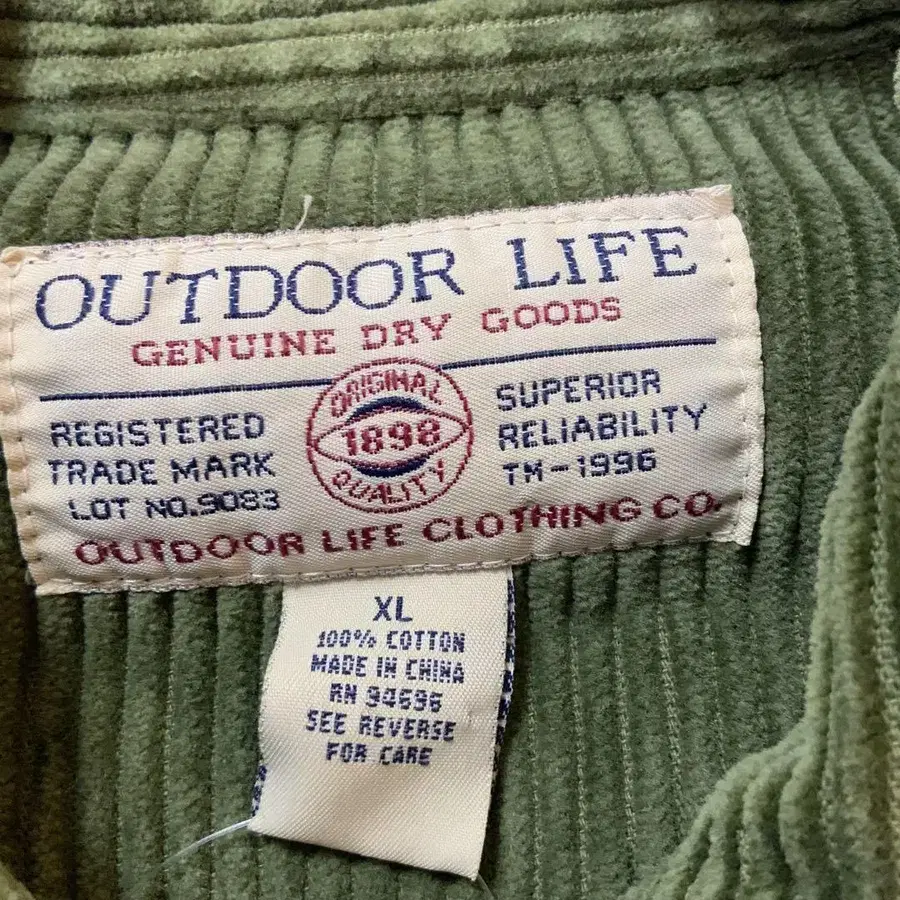 OUTDOOR LIFE
GENUINE DRY GOODS
REGISTERED
TRADE MARK
LOT NO.9083
ORIGINAL
1898
QUALITY
SUPERIOR
RELIABILITY
TM-1996
OUTDOOR LIFE CLOTHING CO.
XL
100% COTTON
MADE IN CHINA
RN 94696
SEE REVERSE
FOR CARE